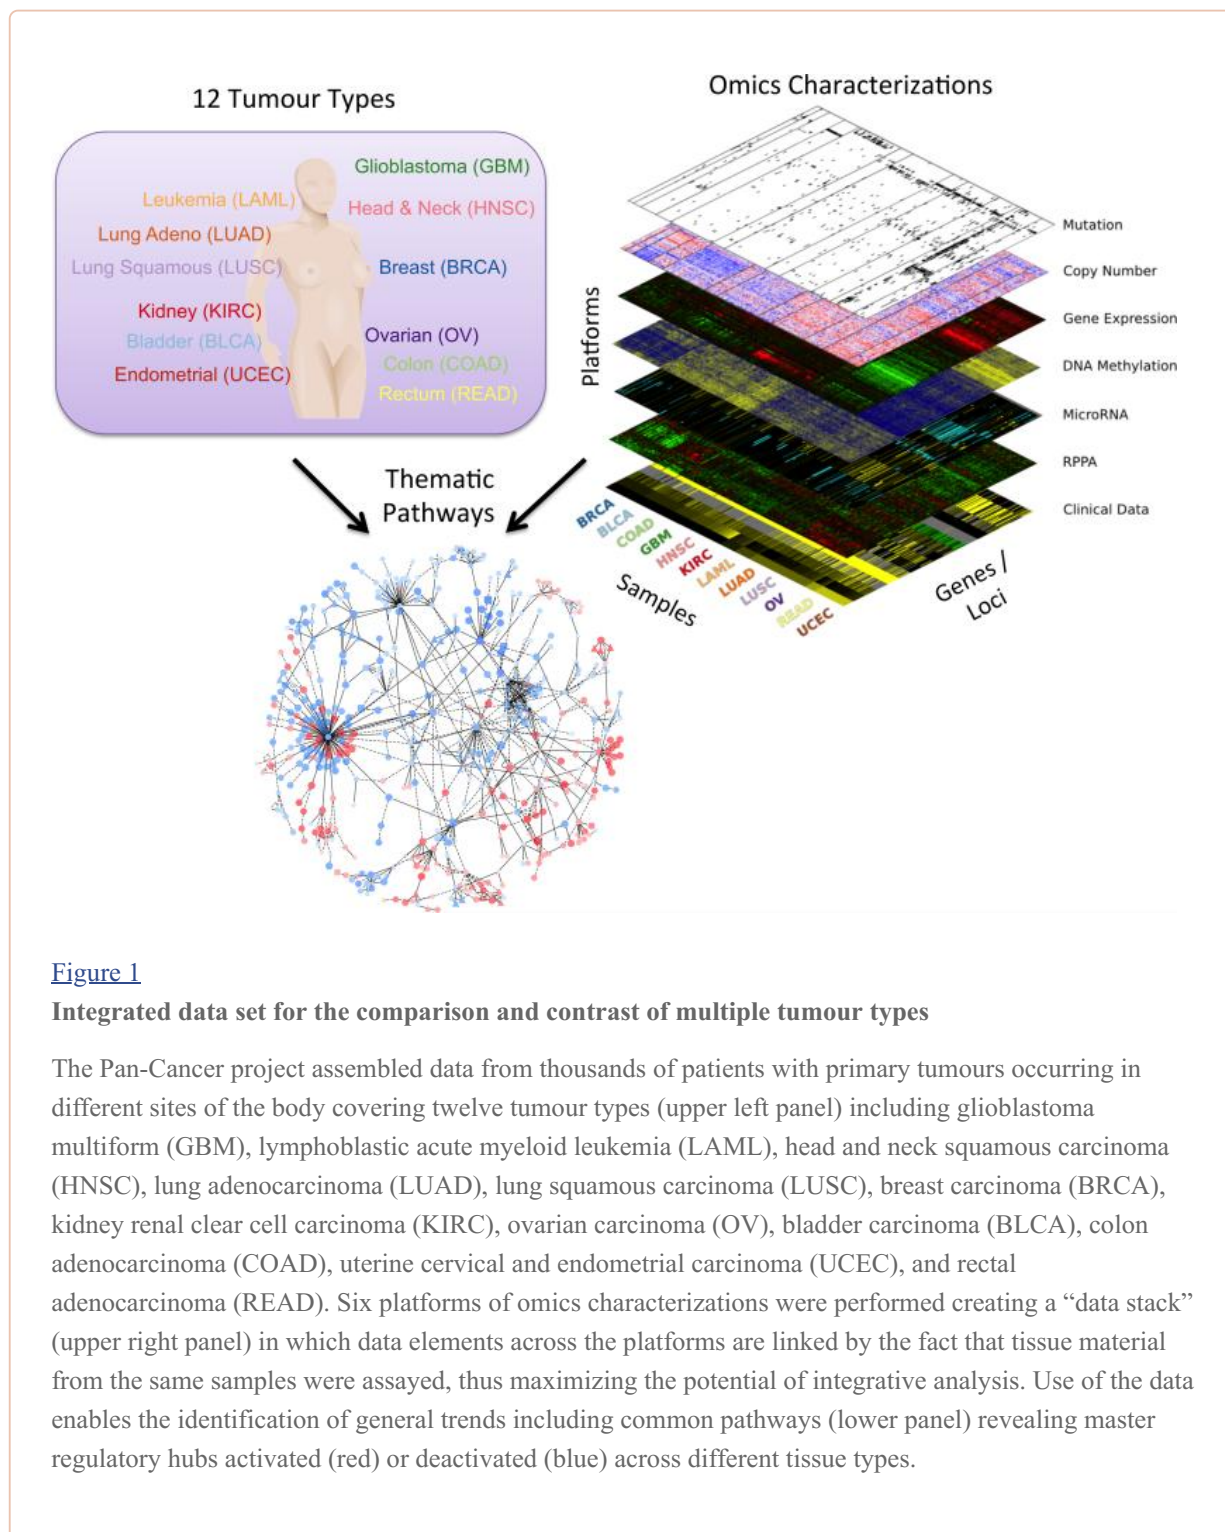 12 Tumour Types
Glioblastoma (GBM)
Leukemia (LAML)
Head & Neck (HNSC)
Lung Adeno (LUAD)
Lung Squamous (LUSC)
Breast (BRCA)
Kidney (KIRC)
Ovarian (OV)
Bladder (BLCA)
Colon (COAD)
Endometrial (UCEC)
Rectum (READ)
Omics Characterizations
Platforms
Mutation
Copy Number
Gene Expression
DNA Methylation
MicroRNA
RPPA
Clinical Data
BRCA
BLCA
COAD
GBM
HNSC
KIRC
LAML
LUAD
LUSC
OV
READ
UCEC
Samples
Genes /
Loci
Thematic
Pathways
Figure 1
Integrated data set for the comparison and contrast of multiple tumour types
The Pan-Cancer project assembled data from thousands of patients with primary tumours occurring in
different sites of the body covering twelve tumour types (upper left panel) including glioblastoma
multiform (GBM), lymphoblastic acute myeloid leukemia (LAML), head and neck squamous carcinoma
(HNSC), lung adenocarcinoma (LUAD), lung squamous carcinoma (LUSC), breast carcinoma (BRCA),
kidney renal clear cell carcinoma (KIRC), ovarian carcinoma (OV), bladder carcinoma (BLCA), colon
adenocarcinoma (COAD), uterine cervical and endometrial carcinoma (UCEC), and rectal
adenocarcinoma (READ). Six platforms of omics characterizations were performed creating a “data stack”
(upper right panel) in which data elements across the platforms are linked by the fact that tissue material
from the same samples were assayed, thus maximizing the potential of integrative analysis. Use of the data
enables the identification of general trends including common pathways (lower panel) revealing master
regulatory hubs activated (red) or deactivated (blue) across different tissue types.